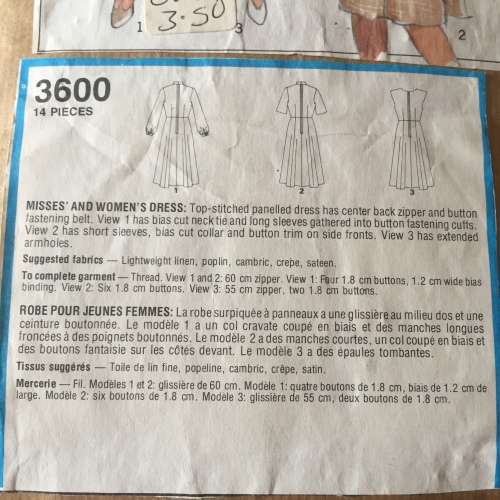 3.50
1
3
2
3600
14 PIECES
1
2
3
MISSES' AND WOMEN'S DRESS: Top-stitched panelled dress has center back zipper and button
fastening belt. View 1 has bias cut neck tie and long sleeves gathered into button fastening cuffs.
View 2 has short sleeves, bias cut collar and button trim on side fronts. View 3 has extended
armholes.
Suggested fabrics — Lightweight linen, poplin, cambric, crepe, sateen.
To complete garment — Thread. View 1 and 2: 60 cm zipper. View 1: Four 1.8 cm buttons, 1.2 cm wide bias
binding. View 2: Six 1.8 cm buttons. View 3: 55 cm zipper, two 1.8 cm buttons.
ROBE POUR JEUNES FEMMES: La robe surpiquée à panneaux a une glissière au milieu dos et une
ceinture boutonnée. Le modèle 1 a un col cravate coupé en biais et des manches longues
froncées à des poignets boutonnés. Le modèle 2 a des manches courtes, un col coupé en biais et
des boutons fantaisie sur les côtés devant. Le modèle 3 a des épaules tombantes.
Tissus suggérés — Toile de lin fine, popeline, cambric, crêpe, satin.
Mercerie — Fil. Modèles 1 et 2: glissière de 60 cm. Modèle 1: quatre boutons de 1.8 cm, biais de 1.2 cm de
large. Modèle 2: six boutons de 1.8 cm. Modèle 3: glissière de 55 cm, deux boutons de 1.8 cm.